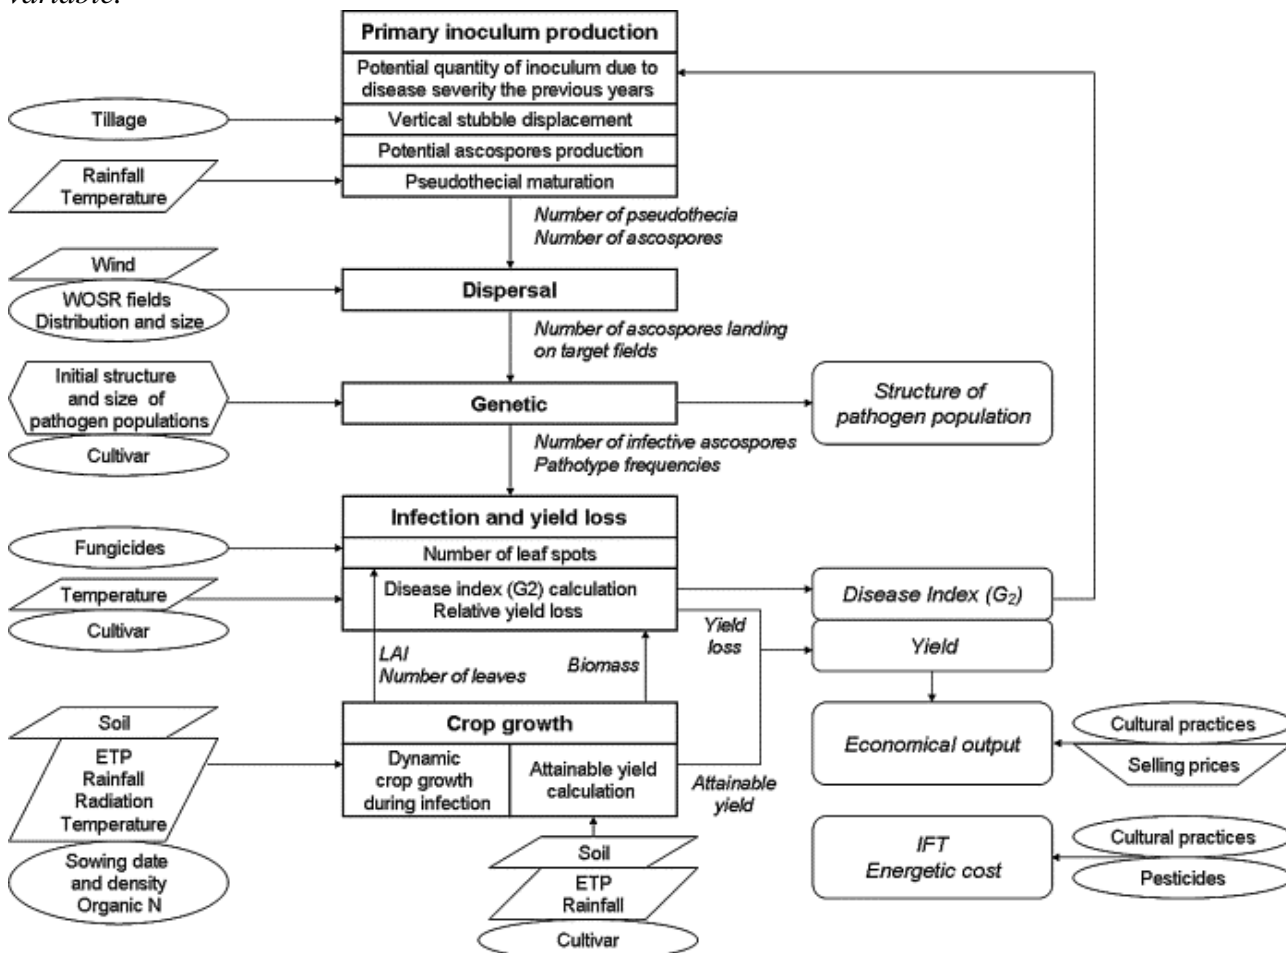 variable.
Primary inoculum production
Potential quantity of inoculum due to
disease severity the previous years
Tillage
Vertical stubble displacement
Potential ascospores production
Rainfall
Temperature
Pseudothecial maturation
Number of pseudothecia
Number of ascospores
Wind
WOSR fields
Distribution and size
Dispersal
Number of ascospores landing
on target fields
Initial structure
and size of
pathogen populations
Cultivar
Genetic
Structure of
pathogen population
Number of infective ascospores
Pathotype frequencies
Infection and yield loss
Fungicides
Number of leaf spots
Temperature
Cultivar
Disease index (G2) calculation
Relative yield loss
Disease Index (G2)
Yield
loss
Yield
LAI
Number of leaves
Biomass
Soil
ETP
Rainfall
Radiation
Temperature
Sowing date
and density
Organic N
Crop growth
Dynamic
crop growth
during infection
Attainable yield
calculation
Attainable
yield
Economical output
Cultural practices
Selling prices
Soil
ETP
Rainfall
Cultivar
IFT
Energetic cost
Cultural practices
Pesticides